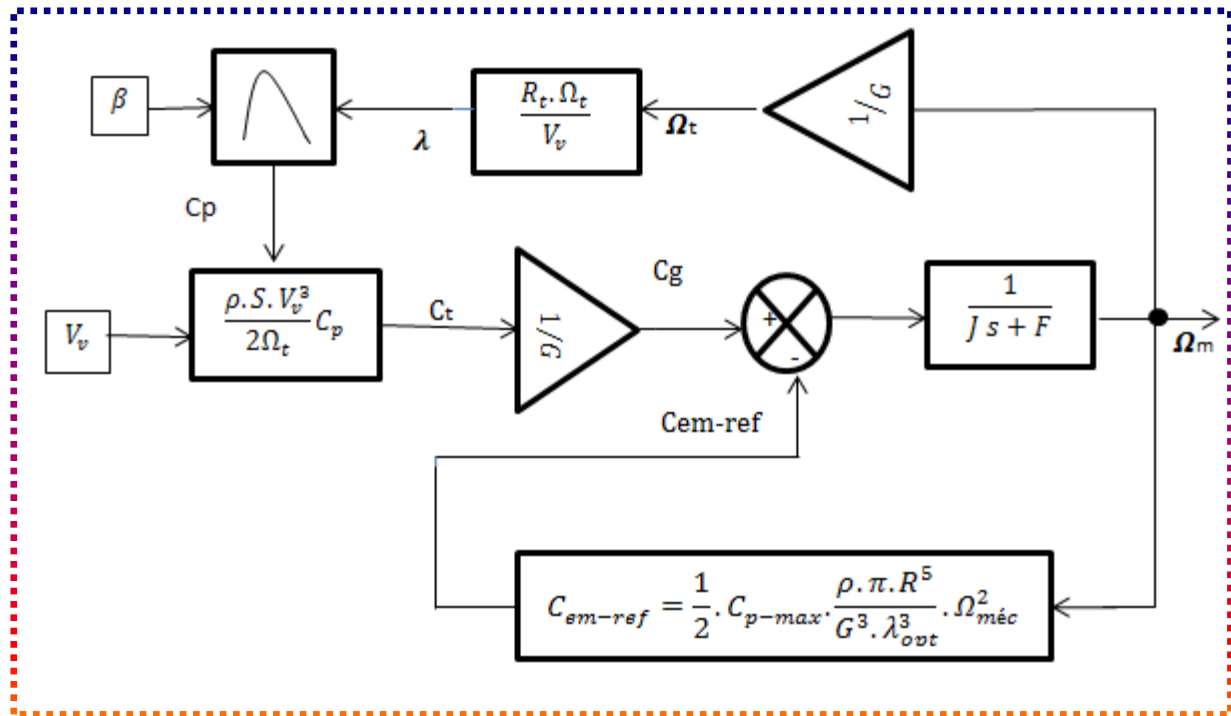 β
R_t.Ω_t / V_v
1/G
Ω_t
λ
Cp
V_v
ρ.S.V_v^3 / 2Ω_t C_p
C_t
1/G
Cg
+
-
1 / J s + F
Ω_m
Cem-ref
C_em-ref = 1/2 . C_p-max . ρ.π.R^5 / G^3.λ_opt^3 . Ω_méc^2